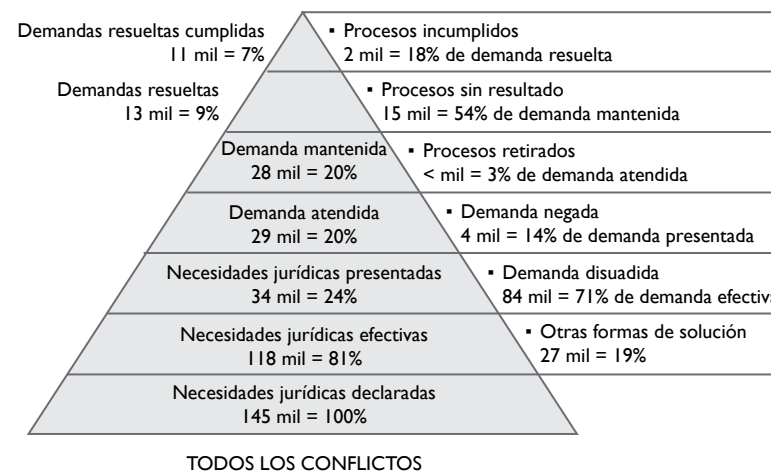 Demandas resueltas cumplidas
11 mil = 7%
▪ Procesos incumplidos
2 mil = 18% de demanda resuelta
Demandas resueltas
13 mil = 9%
▪ Procesos sin resultado
15 mil = 54% de demanda mantenida
Demanda mantenida
28 mil = 20%
▪ Procesos retirados
< mil = 3% de demanda atendida
Demanda atendida
29 mil = 20%
▪ Demanda negada
4 mil = 14% de demanda presentada
Necesidades jurídicas presentadas
34 mil = 24%
▪ Demanda disuadida
84 mil = 71% de demanda efectiva
Necesidades jurídicas efectivas
118 mil = 81%
▪ Otras formas de solución
27 mil = 19%
Necesidades jurídicas declaradas
145 mil = 100%
TODOS LOS CONFLICTOS